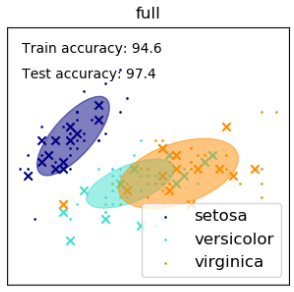 full
Train accuracy: 94.6
Test accuracy: 97.4
setosa
versicolor
virginica